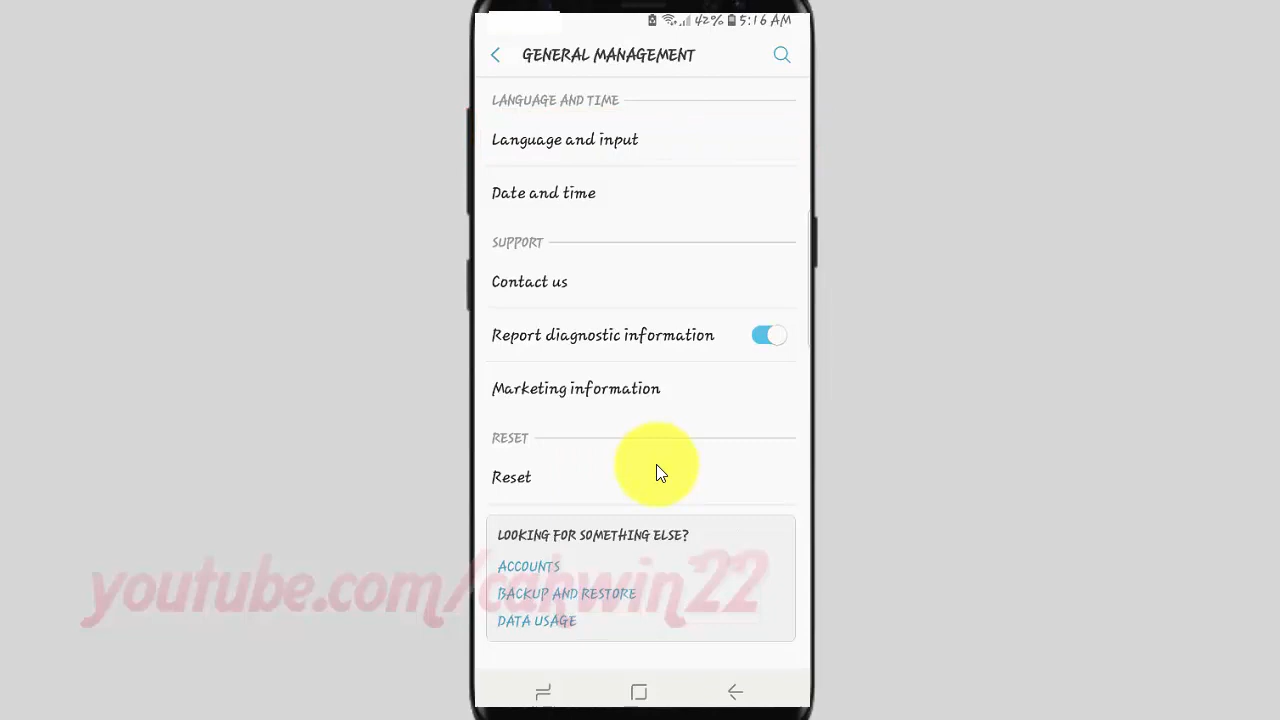 42% 5:16 AM
GENERAL MANAGEMENT
LANGUAGE AND TIME
Language and input
Date and time
SUPPORT
Contact us
Report diagnostic information
Marketing information
RESET
Reset
LOOKING FOR SOMETHING ELSE?
ACCOUNTS
BACKUP AND RESTORE
DATA USAGE
youtube.com/cahwin22